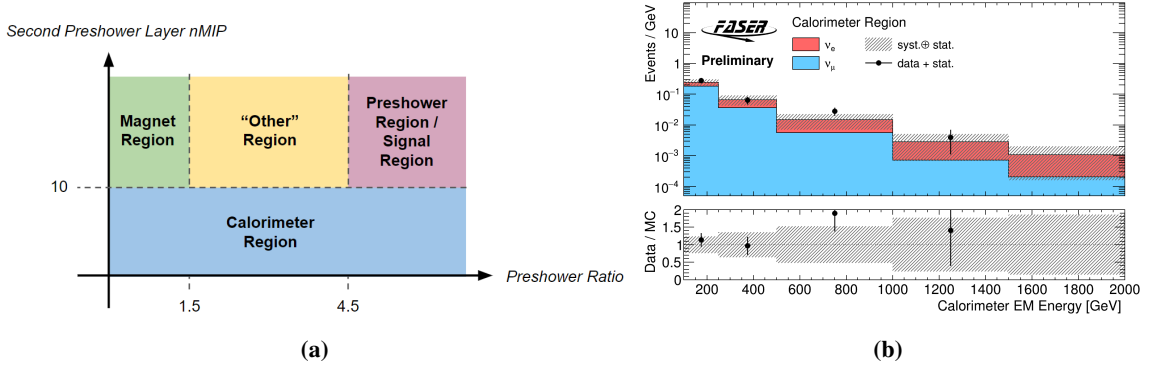 Second Preshower Layer nMIP
Magnet
Region
“Other”
Region
Preshower
Region /
Signal
Region
10
Calorimeter
Region
Preshower Ratio
1.5
4.5
(a)
Events / GeV
10
1
10⁻¹
10⁻²
10⁻³
10⁻⁴
FASER
Preliminary
Calorimeter Region
νe
νμ
syst.⊕ stat.
data + stat.
Data / MC
2
1.5
1
0.5
0
200 400 600 800 1000 1200 1400 1600 1800 2000
Calorimeter EM Energy [GeV]
(b)